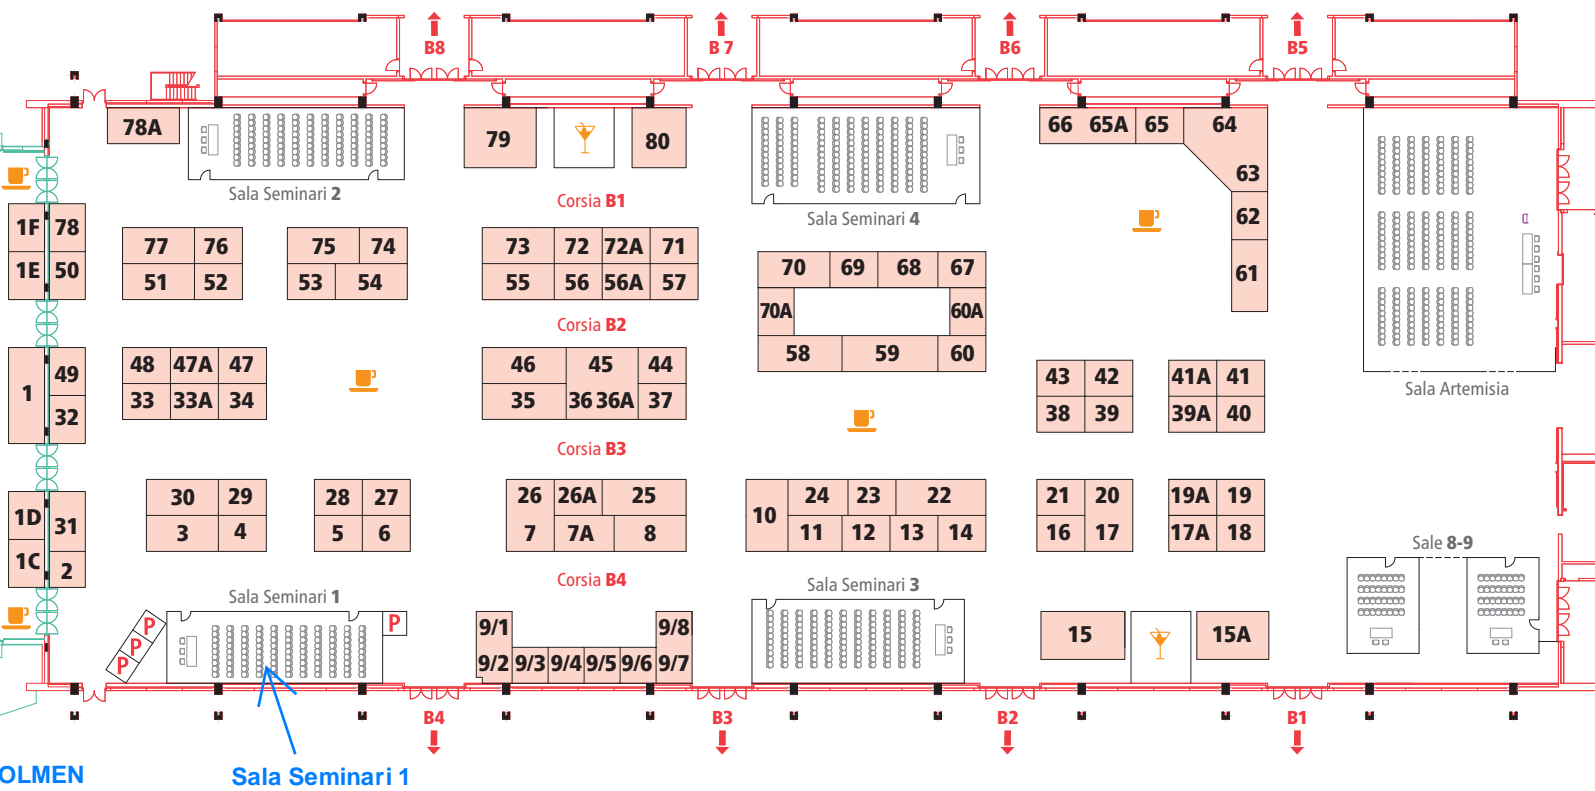 B8 B 7 B6 B5
78A 79 80 66 65A 65 64
63
Sala Seminari 2
Corsia B1
Sala Seminari 4
62
1F 78
77 76 75 74 73 72 72A 71
1E 50
51 52 53 54 55 56 56A 57
70 69 68 67
61
70A 60A
Corsia B2
58 59 60
48 47A 47 46 45 44
1 49
33 33A 34 35 36 36A 37
32
43 42 41A 41
38 39 39A 40
Sala Artemisia
Corsia B3
30 29 28 27 26 26A 25
24 23 22
10
21 20 19A 19
1D 31
3 4 5 6 7 7A 8
11 12 13 14
16 17 17A 18
1C 2
Sale 8-9
Corsia B4
Sala Seminari 1
Sala Seminari 3
P P P P
9/1 9/8
9/2 9/3 9/4 9/5 9/6 9/7
15 15A
B4 B3 B2 B1
OLMEN
Sala Seminari 1